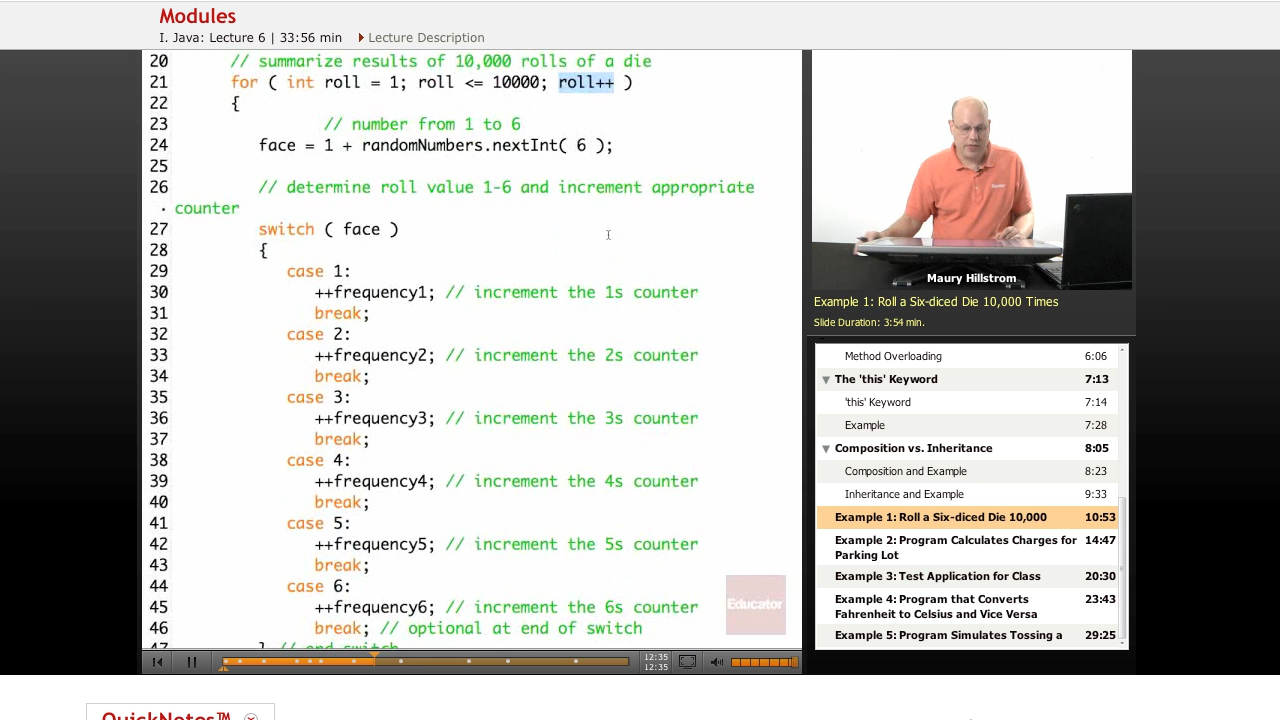 Modules
I. Java: Lecture 6 | 33:56 min Lecture Description
20 // summarize results of 10,000 rolls of a die
21 for ( int roll = 1; roll <= 10000; roll++ )
22 {
23 // number from 1 to 6
24 face = 1 + randomNumbers.nextInt( 6 );
25
26 // determine roll value 1-6 and increment appropriate
counter
27 switch ( face )
28 {
29 case 1:
30 ++frequency1; // increment the 1s counter
31 break;
32 case 2:
33 ++frequency2; // increment the 2s counter
34 break;
35 case 3:
36 ++frequency3; // increment the 3s counter
37 break;
38 case 4:
39 ++frequency4; // increment the 4s counter
40 break;
41 case 5:
42 ++frequency5; // increment the 5s counter
43 break;
44 case 6:
45 ++frequency6; // increment the 6s counter
46 break; // optional at end of switch
47 } // end switch
Educator
12:35
12:35
Maury Hillstrom
Example 1: Roll a Six-diced Die 10,000 Times
Slide Duration: 3:54 min.
Method Overloading 6:06
The 'this' Keyword 7:13
'this' Keyword 7:14
Example 7:28
Composition vs. Inheritance 8:05
Composition and Example 8:23
Inheritance and Example 9:33
Example 1: Roll a Six-diced Die 10,000 10:53
Example 2: Program Calculates Charges for 14:47
Parking Lot
Example 3: Test Application for Class 20:30
Example 4: Program that Converts 23:43
Fahrenheit to Celsius and Vice Versa
Example 5: Program Simulates Tossing a 29:25
QuickNotes™